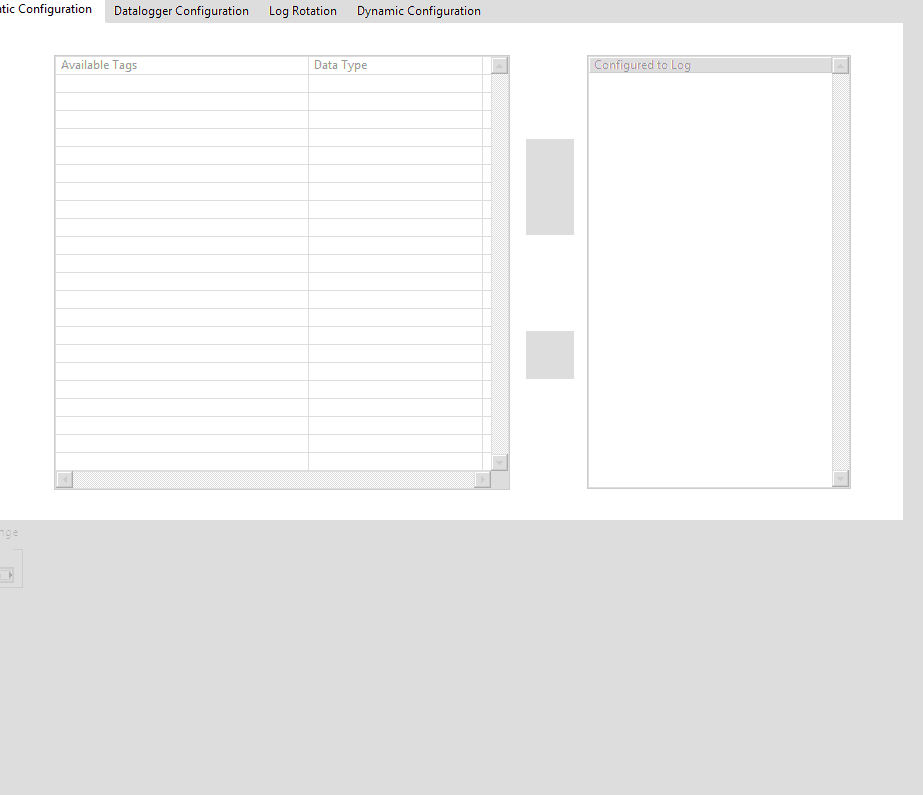 tic Configuration Datalogger Configuration Log Rotation Dynamic Configuration
Available Tags Data Type Configured to Log
nge